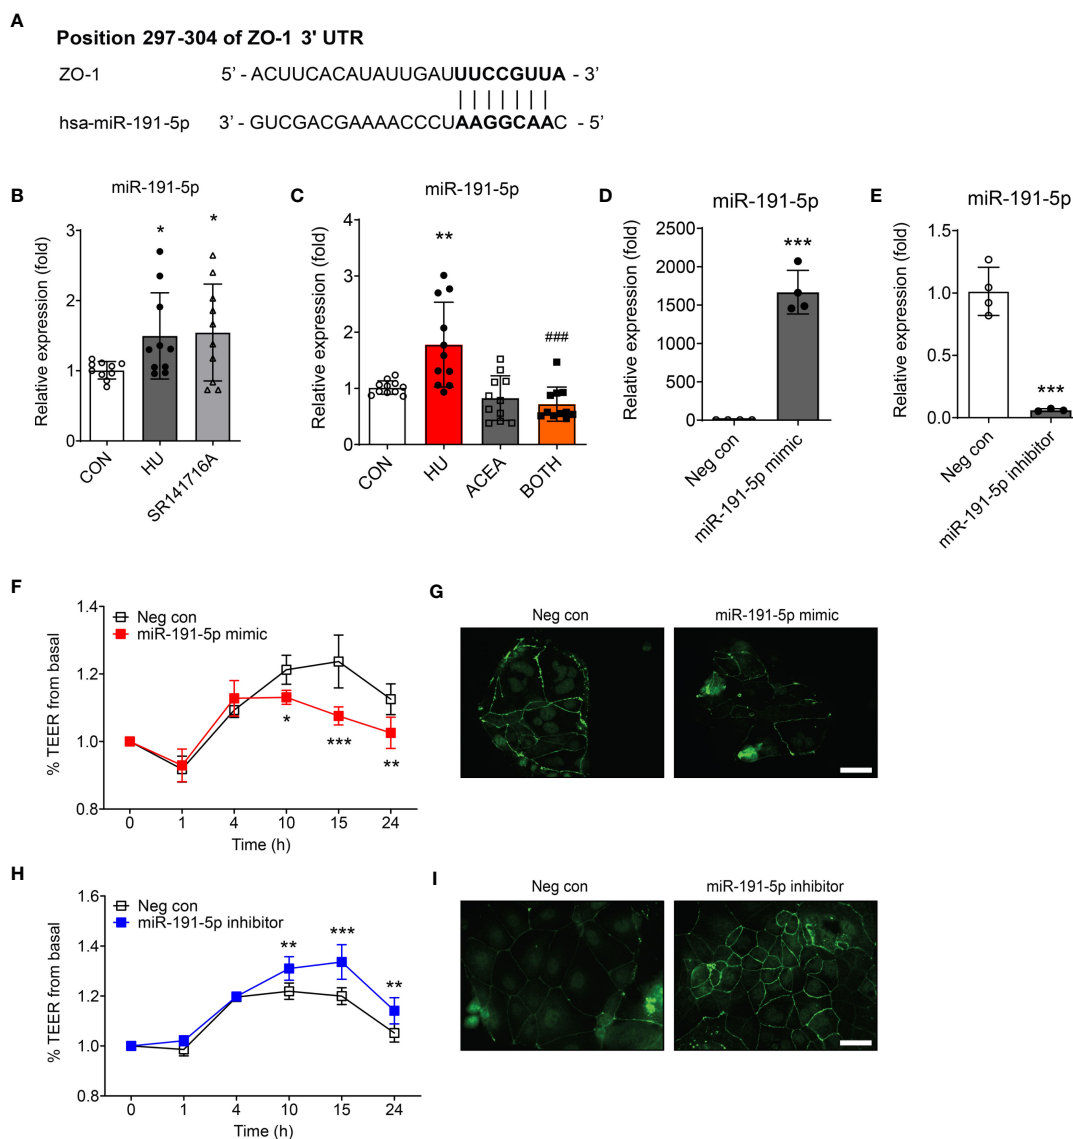 A
Position 297-304 of ZO-1 3' UTR
ZO-1 5' - ACUUCACAUAUUGAUUUCCGUUA - 3'
hsa-miR-191-5p 3' - GUCGACGAAAACCCUAAGGCAAC - 5'
B
miR-191-5p
Relative expression (fold)
3
2
1
0
*
*
CON
HU
SR141716A
C
miR-191-5p
Relative expression (fold)
4
3
2
1
0
**
###
CON
HU
ACEA
BOTH
D
miR-191-5p
Relative expression (fold)
2500
2000
1500
1000
500
0
***
Neg con
miR-191-5p mimic
E
miR-191-5p
Relative expression (fold)
1.5
1.0
0.5
0.0
***
Neg con
miR-191-5p inhibitor
F
% TEER from basal
1.4
1.2
1.0
0.8
Neg con
miR-191-5p mimic
*
***
**
0 1 4 10 15 24
Time (h)
G
Neg con
miR-191-5p mimic
H
% TEER from basal
1.6
1.4
1.2
1.0
0.8
Neg con
miR-191-5p inhibitor
**
***
**
0 1 4 10 15 24
Time (h)
I
Neg con
miR-191-5p inhibitor